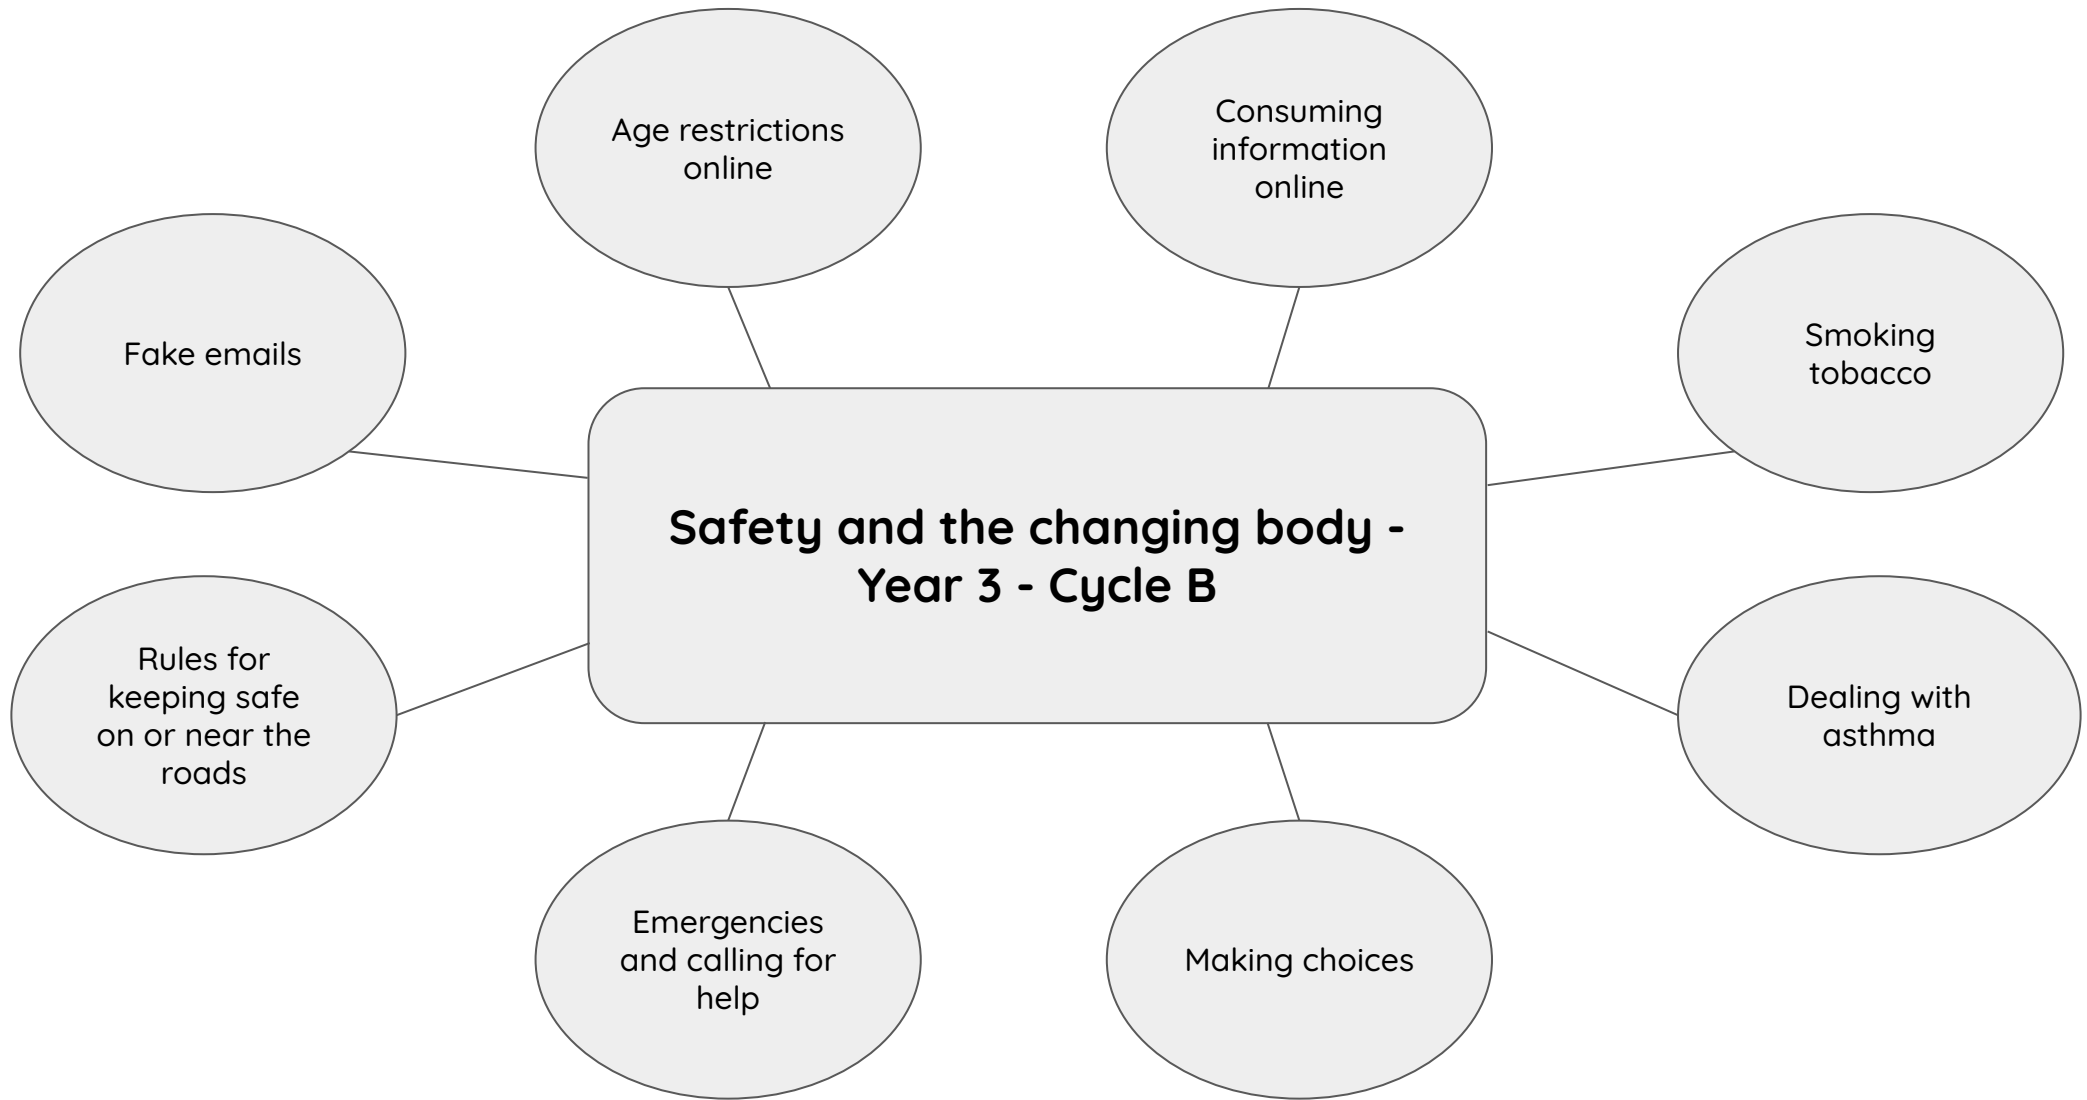 Age restrictions
online
Consuming
information
online
Fake emails
Smoking
tobacco
Safety and the changing body -
Year 3 - Cycle B
Rules for
keeping safe
on or near the
roads
Dealing with
asthma
Emergencies
and calling for
help
Making choices